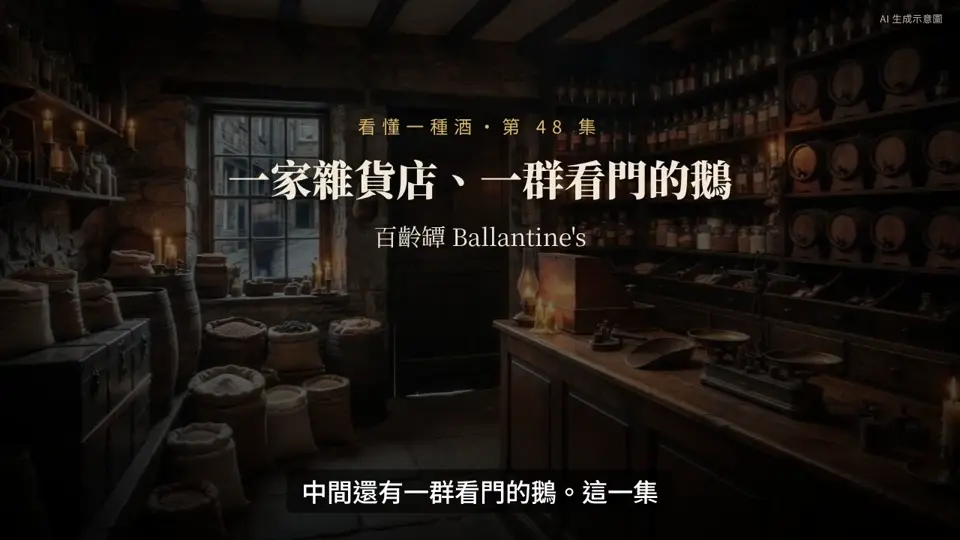 AI 生成示意圖
看懂一種酒・第 48 集
一家雜貨店、一群看門的鵝
百齡罈 Ballantine's
中間還有一群看門的鵝。這一集